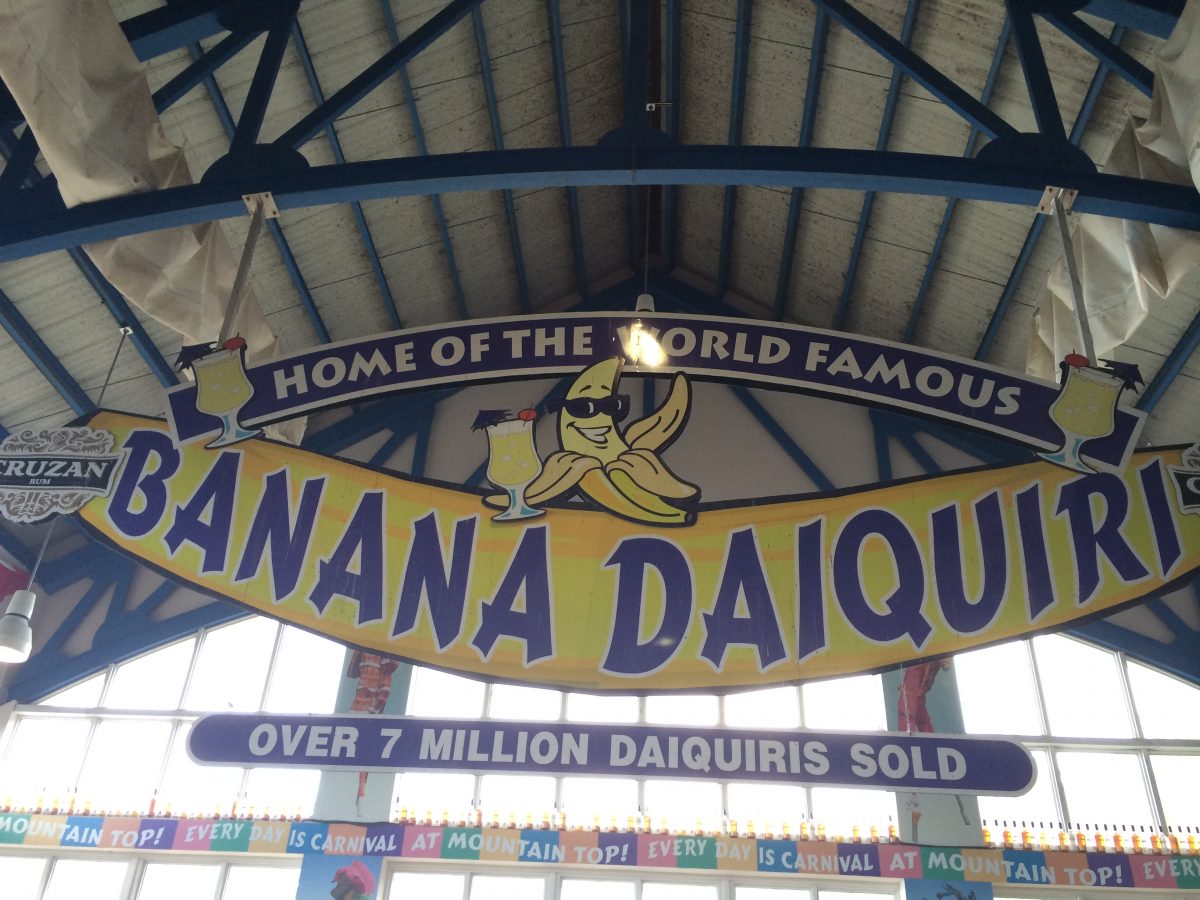 HOME OF THE WORLD FAMOUS
CRUZAN
RUM
BANANA DAIQUIRI
OVER 7 MILLION DAIQUIRIS SOLD
MOUNTAIN TOP! EVERY DAY IS CARNIVAL AT MOUNTAIN TOP! EVERY DAY IS CARNIVAL AT MOUNTAIN TOP! EVERY